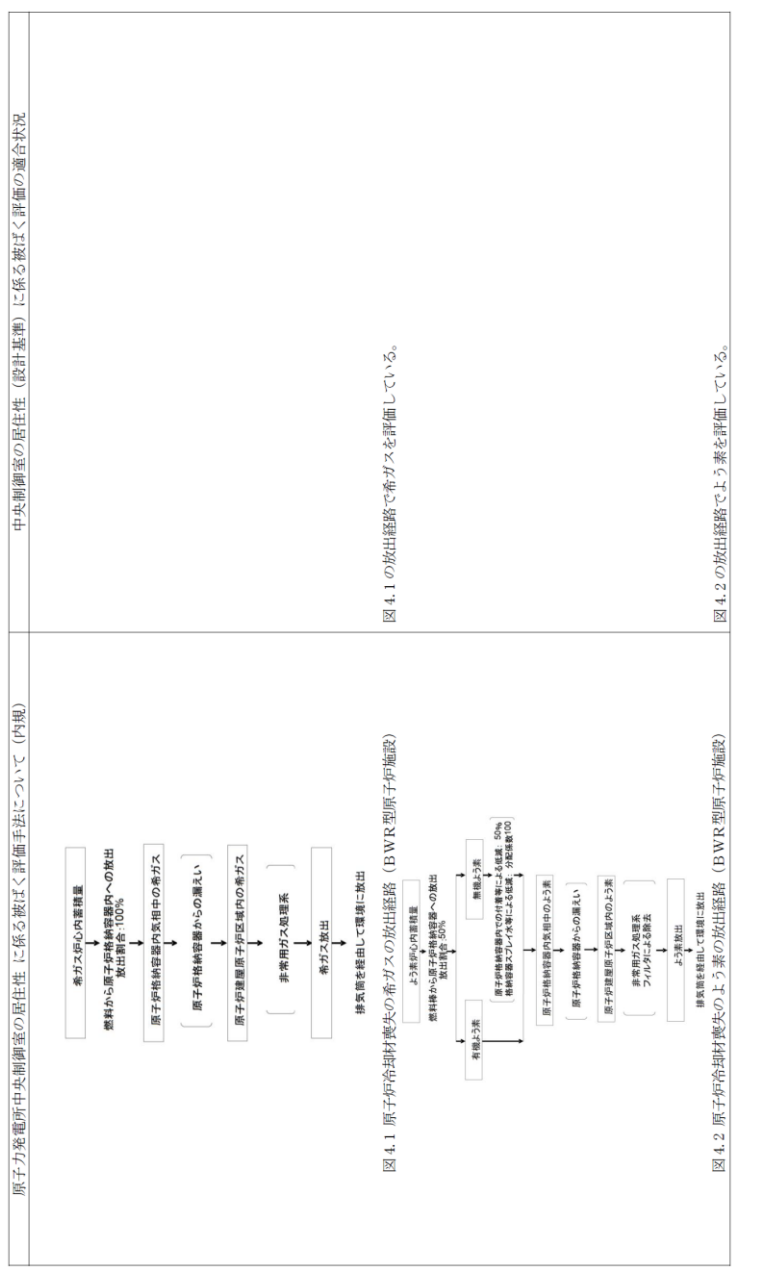 原子力発電所中央制御室の居住性 に係る被ばく評価手法について（内規）
中央制御室の居住性（設計基準）に係る被ばく評価の適合状況
希ガス炉心内蓄積量
燃料から原子炉格納容器内への放出
放出割合:100%
原子炉格納容器内気相中の希ガス
原子炉格納容器からの漏えい
原子炉建屋原子炉区域内の希ガス
非常用ガス処理系
希ガス放出
排気筒を経由して環境に放出
図4.1 原子炉冷却材喪失の希ガスの放出経路（BWR型原子炉施設）
図4.1の放出経路で希ガスを評価している。
よう素炉心内蓄積量
燃料棒から原子炉格納容器への放出
放出割合 50%
有機よう素
無機よう素
原子炉格納容器内での付着等による低減：50%
格納容器スプレイ水等による低減：分配係数100
原子炉格納容器内気相中のよう素
原子炉格納容器からの漏えい
原子炉建屋原子炉区域内のよう素
非常用ガス処理系
フィルタによる除去
よう素放出
排気筒を経由して環境に放出
図4.2 原子炉冷却材喪失のよう素の放出経路（BWR型原子炉施設）
図4.2の放出経路でよう素を評価している。